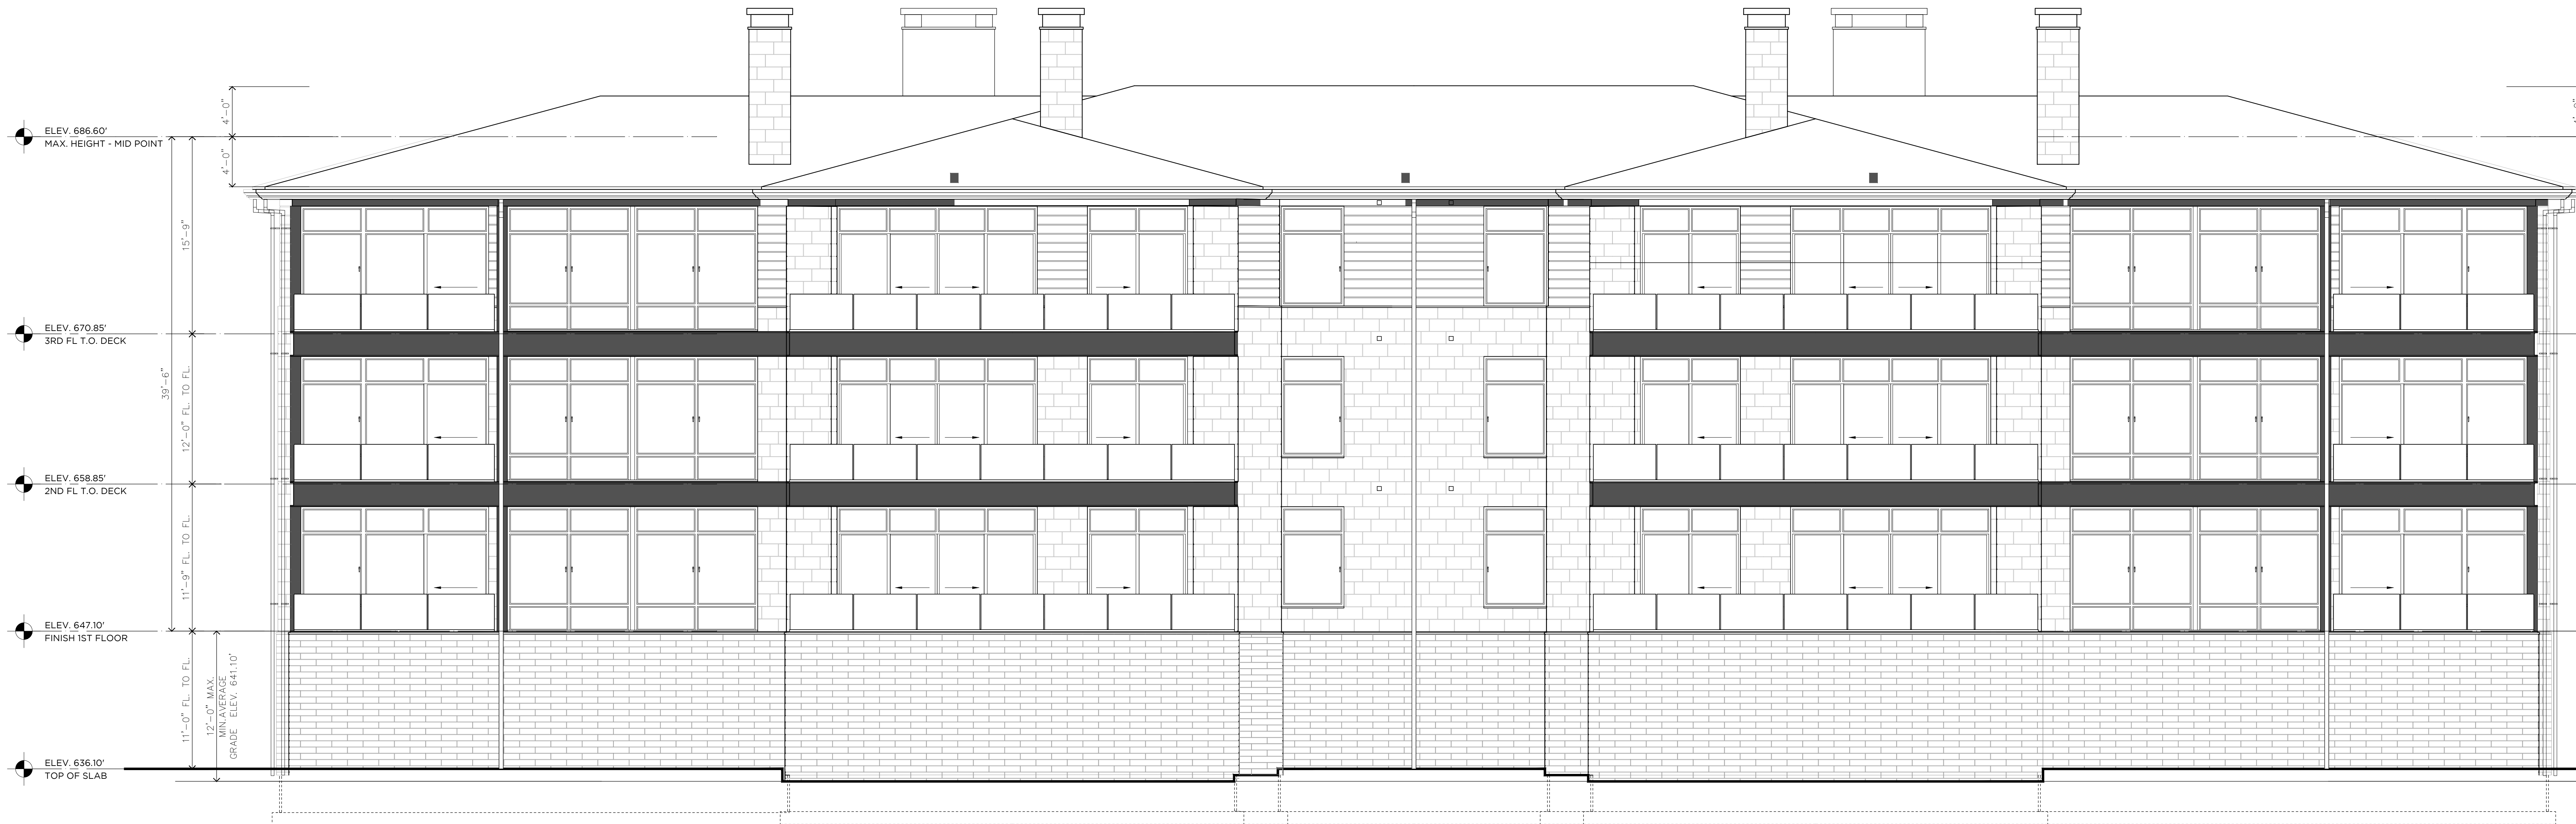 4'-0"
ELEV. 686.60'
MAX. HEIGHT - MID POINT
4'-0"
15'-9"
ELEV. 670.85'
3RD FL T.O. DECK
39'-6"
12'-0" FL. TO FL.
ELEV. 658.85'
2ND FL T.O. DECK
11'-9" FL. TO FL.
ELEV. 647.10'
FINISH 1ST FLOOR
11'-0" FL. TO FL.
12'-0" MAX.
MIN.AVERAGE
GRADE ELEV. 641.10'
ELEV. 636.10'
TOP OF SLAB